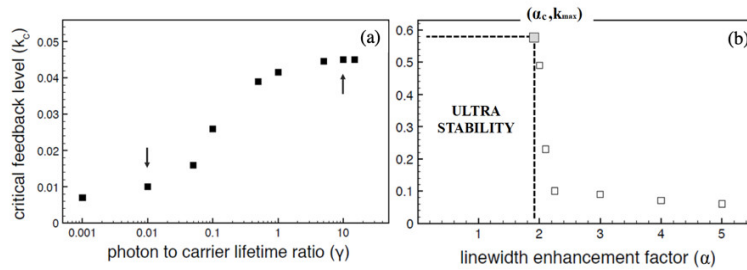 (a)
critical feedback level (kc)
0.05
0.04
0.03
0.02
0.01
0
0.001
0.01
0.1
1
10
photon to carrier lifetime ratio (γ)
(αc,kmax)
(b)
0.6
0.5
0.4
0.3
0.2
0.1
ULTRA
STABILITY
1
2
3
4
5
linewidth enhancement factor (α)